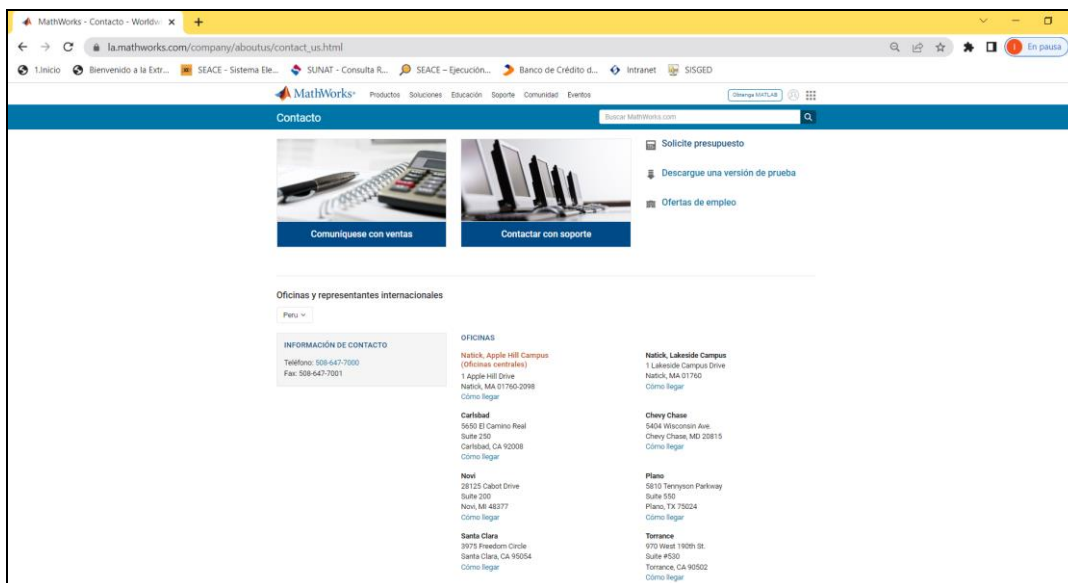 MathWorks - Contacto - Worldw
la.mathworks.com/company/aboutus/contact_us.html
En pausa
1.Inicio
Bienvenido a la Extr...
SEACE - Sistema Ele...
SUNAT - Consulta R...
SEACE – Ejecución...
Banco de Crédito d...
Intranet
SISGED
MathWorks®
Productos Soluciones Educación Soporte Comunidad Eventos
Obtenga MATLAB
Contacto
Buscar MathWorks.com
Comuníquese con ventas
Contactar con soporte
Solicite presupuesto
Descargue una versión de prueba
Ofertas de empleo
Oficinas y representantes internacionales
Peru
INFORMACIÓN DE CONTACTO
Teléfono: 508-647-7000
Fax: 508-647-7001
OFICINAS
Natick, Apple Hill Campus
(Oficinas centrales)
1 Apple Hill Drive
Natick, MA 01760-2098
Cómo llegar
Natick, Lakeside Campus
1 Lakeside Campus Drive
Natick, MA 01760
Cómo llegar
Carlsbad
5650 El Camino Real
Suite 250
Carlsbad, CA 92008
Cómo llegar
Chevy Chase
5404 Wisconsin Ave.
Chevy Chase, MD 20815
Cómo llegar
Novi
28125 Cabot Drive
Suite 200
Novi, MI 48377
Cómo llegar
Plano
5810 Tennyson Parkway
Suite 550
Plano, TX 75024
Cómo llegar
Santa Clara
3975 Freedom Circle
Santa Clara, CA 95054
Cómo llegar
Torrance
970 West 190th St.
Suite #530
Torrance, CA 90502
Cómo llegar